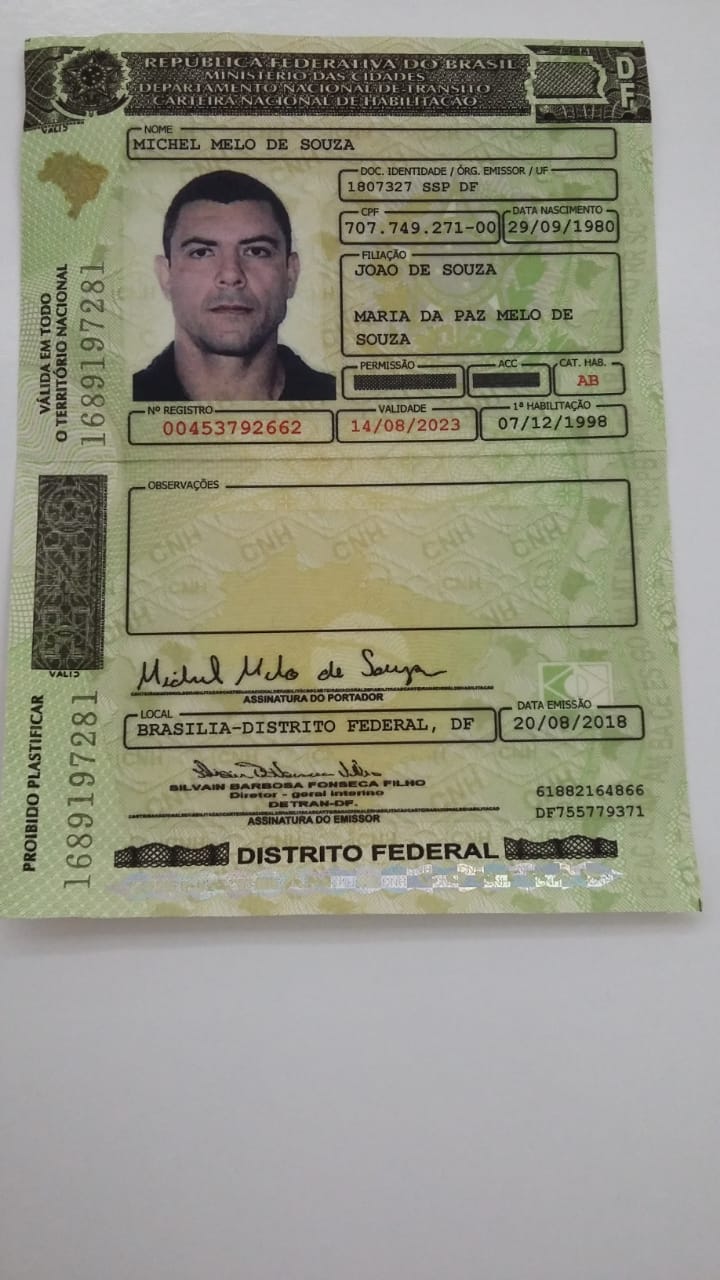 REPÚBLICA FEDERATIVA DO BRASIL
MINISTÉRIO DAS CIDADES
DEPARTAMENTO NACIONAL DE TRÂNSITO
CARTEIRA NACIONAL DE HABILITAÇÃO
DF
NOME
MICHEL MELO DE SOUZA
DOC. IDENTIDADE / ÓRG. EMISSOR / UF
1807327 SSP DF
CPF
707.749.271-00
DATA NASCIMENTO
29/09/1980
FILIAÇÃO
JOAO DE SOUZA
MARIA DA PAZ MELO DE
SOUZA
PERMISSÃO
ACC
CAT. HAB.
AB
Nº REGISTRO
00453792662
VALIDADE
14/08/2023
1ª HABILITAÇÃO
07/12/1998
VÁLIDA EM TODO
O TERRITÓRIO NACIONAL
1689197281
OBSERVAÇÕES
CNH CNH CNH CNH CNH
Michel Melo de Souza
ASSINATURA DO PORTADOR
LOCAL
BRASILIA-DISTRITO FEDERAL, DF
DATA EMISSÃO
20/08/2018
SILVAIN BARBOSA FONSECA FILHO
Diretor - geral interino
DETRAN-DF.
ASSINATURA DO EMISSOR
61882164866
DF755779371
PROIBIDO PLASTIFICAR
1689197281
DISTRITO FEDERAL